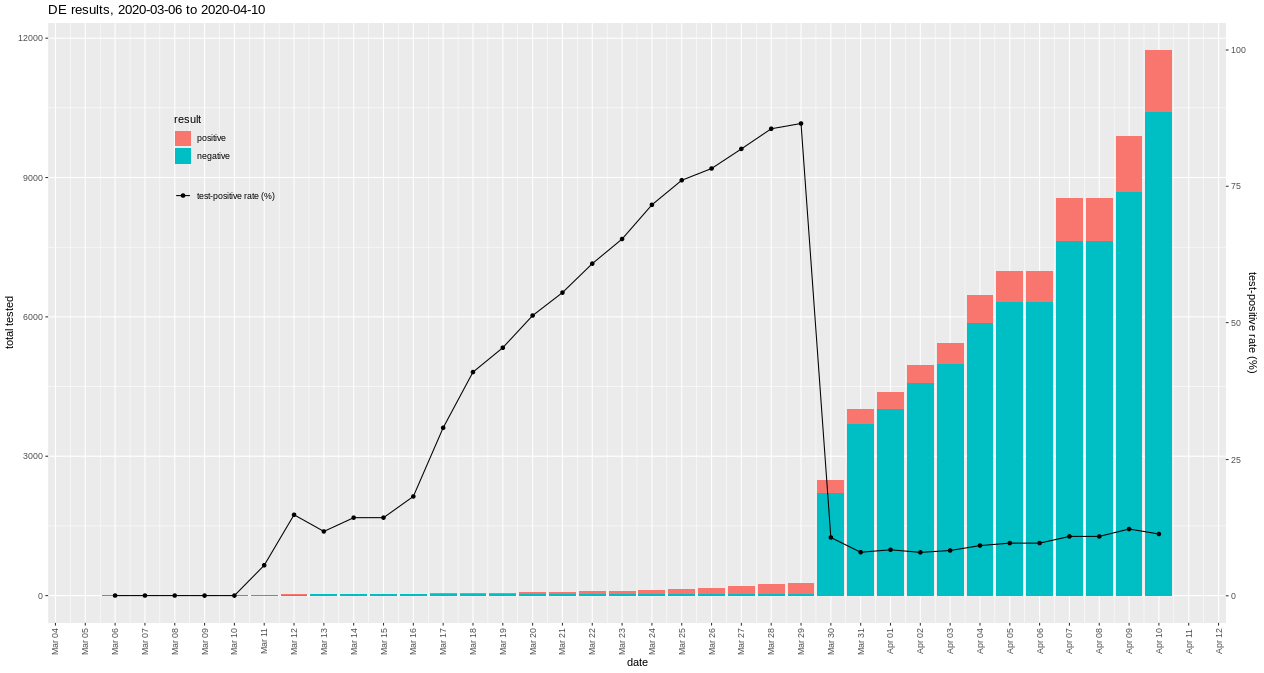 DE results, 2020-03-06 to 2020-04-10
12000
9000
6000
3000
0
total tested
result
positive
negative
test-positive rate (%)
100
75
50
25
0
test-positive rate (%)
Mar 04
Mar 05
Mar 06
Mar 07
Mar 08
Mar 09
Mar 10
Mar 11
Mar 12
Mar 13
Mar 14
Mar 15
Mar 16
Mar 17
Mar 18
Mar 19
Mar 20
Mar 21
Mar 22
Mar 23
Mar 24
Mar 25
Mar 26
Mar 27
Mar 28
Mar 29
Mar 30
Mar 31
Apr 01
Apr 02
Apr 03
Apr 04
Apr 05
Apr 06
Apr 07
Apr 08
Apr 09
Apr 10
Apr 11
Apr 12
date